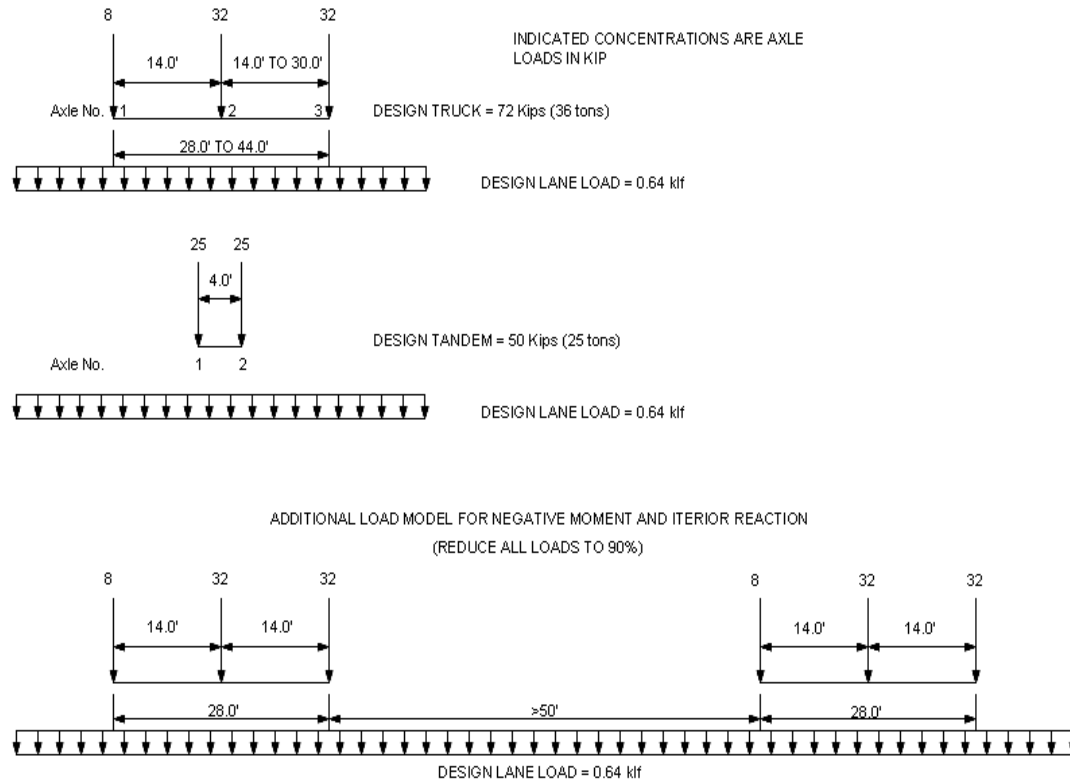 8 32 32
INDICATED CONCENTRATIONS ARE AXLE
LOADS IN KIP
14.0' 14.0' TO 30.0'
Axle No. 1 2 3 DESIGN TRUCK = 72 Kips (36 tons)
28.0' TO 44.0'
DESIGN LANE LOAD = 0.64 klf
25 25
4.0'
DESIGN TANDEM = 50 Kips (25 tons)
Axle No. 1 2
DESIGN LANE LOAD = 0.64 klf
ADDITIONAL LOAD MODEL FOR NEGATIVE MOMENT AND ITERIOR REACTION
(REDUCE ALL LOADS TO 90%)
8 32 32 8 32 32
14.0' 14.0' 14.0' 14.0'
28.0' >50' 28.0'
DESIGN LANE LOAD = 0.64 klf